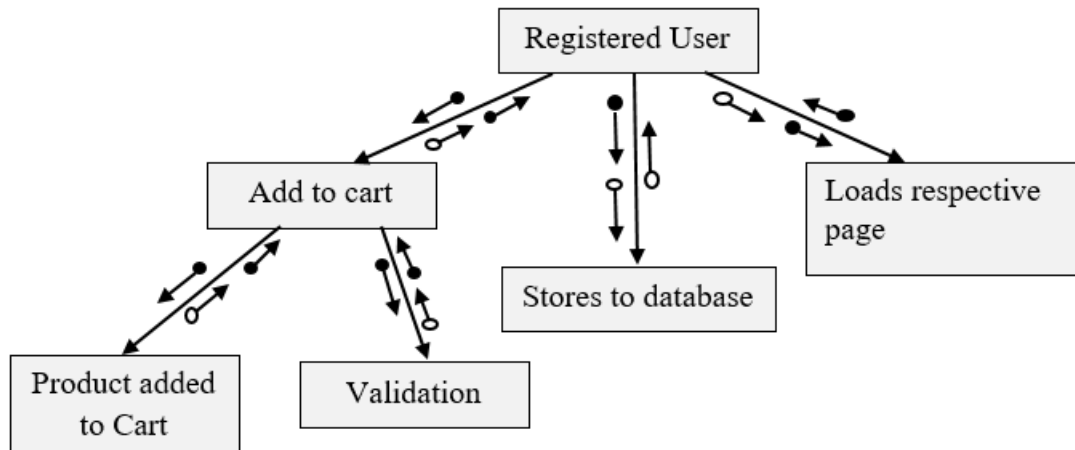 Registered User
Add to cart
Loads respective
page
Stores to database
Product added
to Cart
Validation